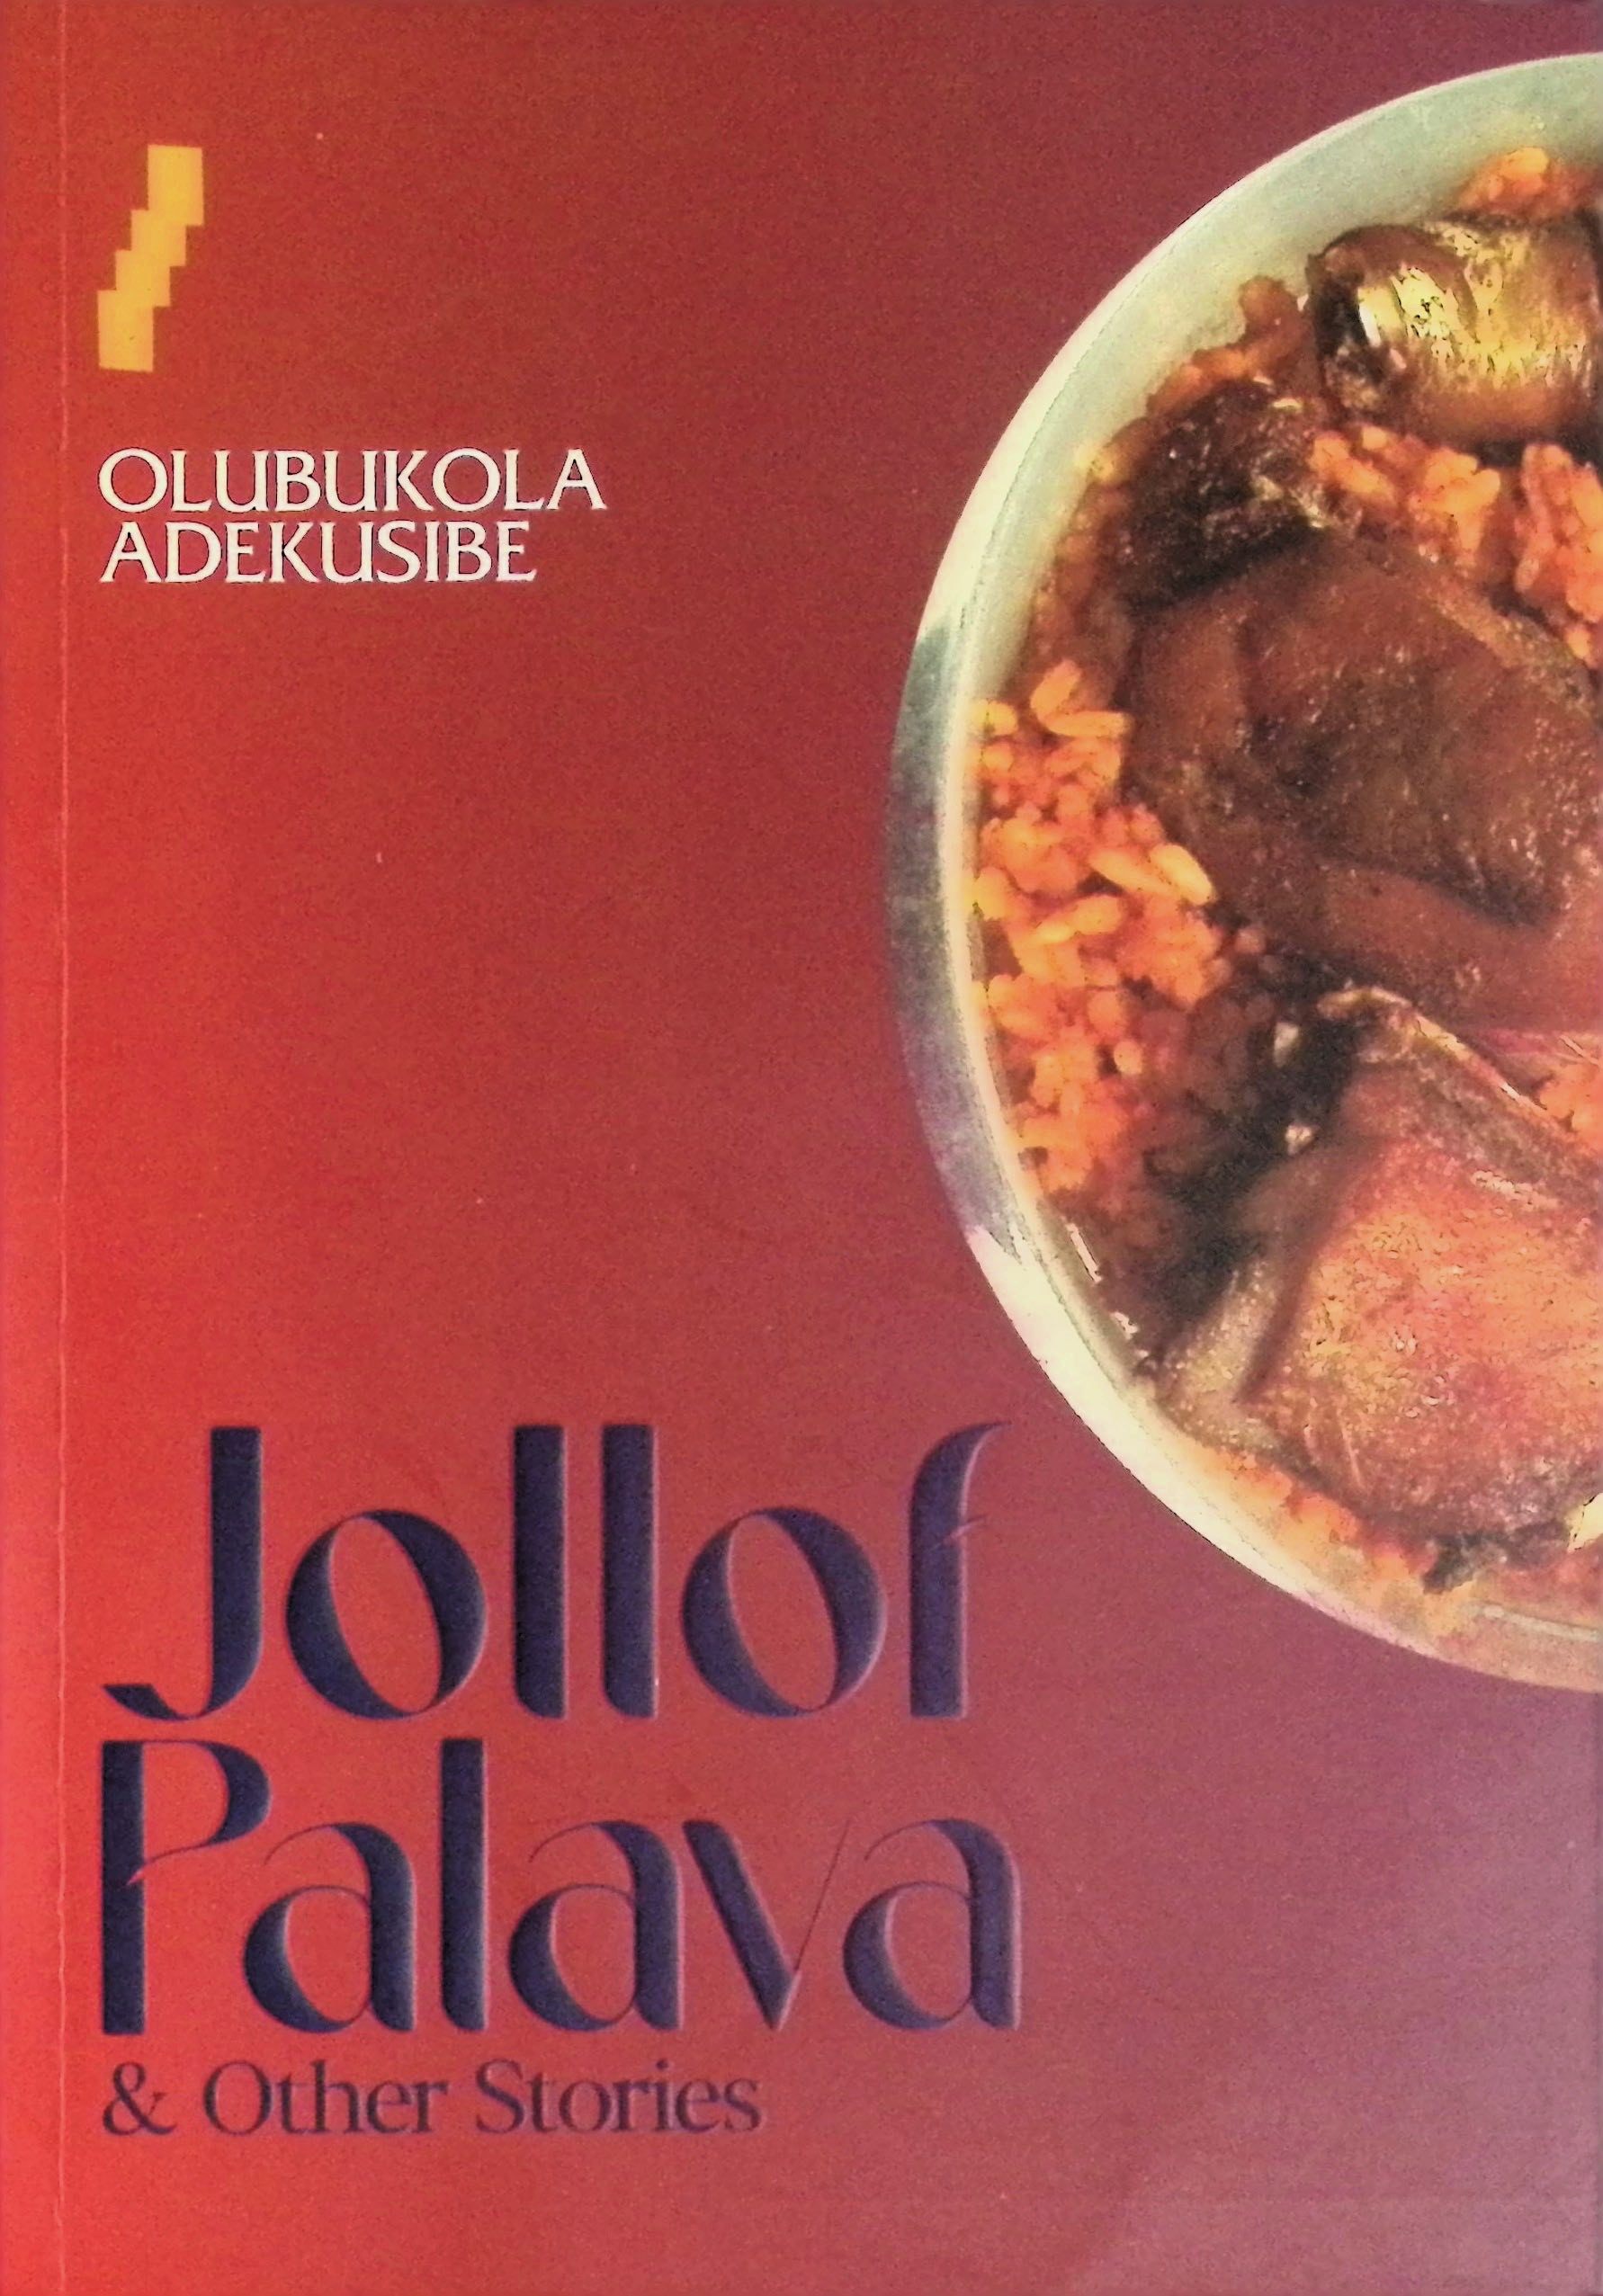 OLUBUKOLA
ADEKUSIBE
Jollof
Palava
& Other Stories